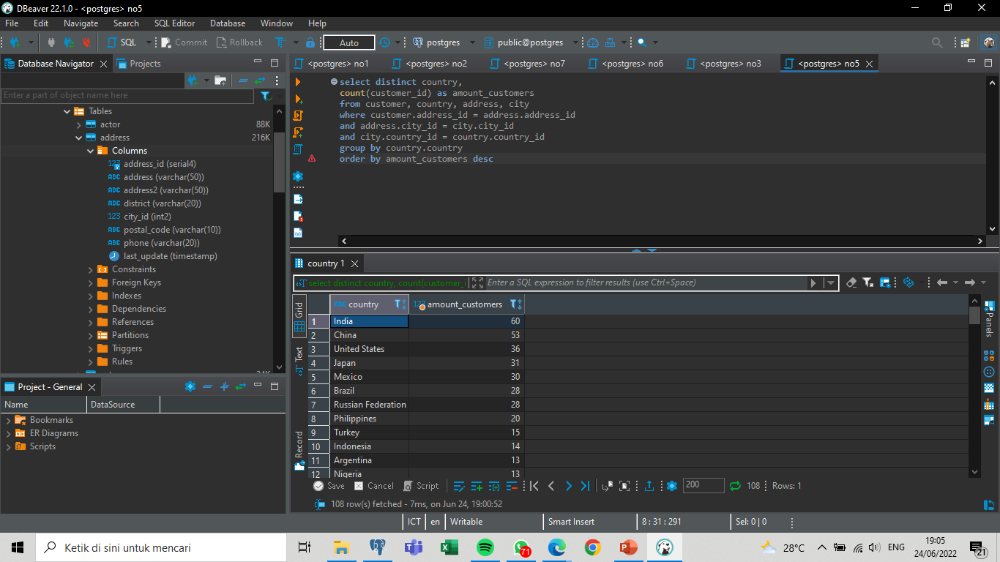 DBeaver 22.1.0 - <postgres> no5
File Edit Navigate Search SQL Editor Database Window Help
SQL Commit Rollback Auto postgres public@postgres
Database Navigator Projects
Enter a part of object name here
Tables
actor 88K
address 216K
Columns
address_id (serial4)
address (varchar(50))
address2 (varchar(50))
district (varchar(20))
city_id (int2)
postal_code (varchar(10))
phone (varchar(20))
last_update (timestamp)
Constraints
Foreign Keys
Indexes
Dependencies
References
Partitions
Triggers
Rules
Project - General
Name DataSource
Bookmarks
ER Diagrams
Scripts
<postgres> no1 <postgres> no2 <postgres> no7 <postgres> no6 <postgres> no3 <postgres> no5
select distinct country,
count(customer_id) as amount_customers
from customer, country, address, city
where customer.address_id = address.address_id
and address.city_id = city.city_id
and city.country_id = country.country_id
group by country.country
order by amount_customers desc
country 1
select distinct country, count(customer_i Enter a SQL expression to filter results (use Ctrl+Space)
Grid
Text
Record
Panels
ABC country 123 amount_customers
1 India 60
2 China 53
3 United States 36
4 Japan 31
5 Mexico 30
6 Brazil 28
7 Russian Federation 28
8 Philippines 20
9 Turkey 15
10 Indonesia 14
11 Argentina 13
12 Nigeria 13
Save Cancel Script 200 108 Rows: 1
108 row(s) fetched - 7ms, on Jun 24, 19:00:52
ICT en Writable Smart Insert 8 : 31 : 291 Sel: 0 | 0
Ketik di sini untuk mencari
71
28°C ENG
19:05
24/06/2022
21